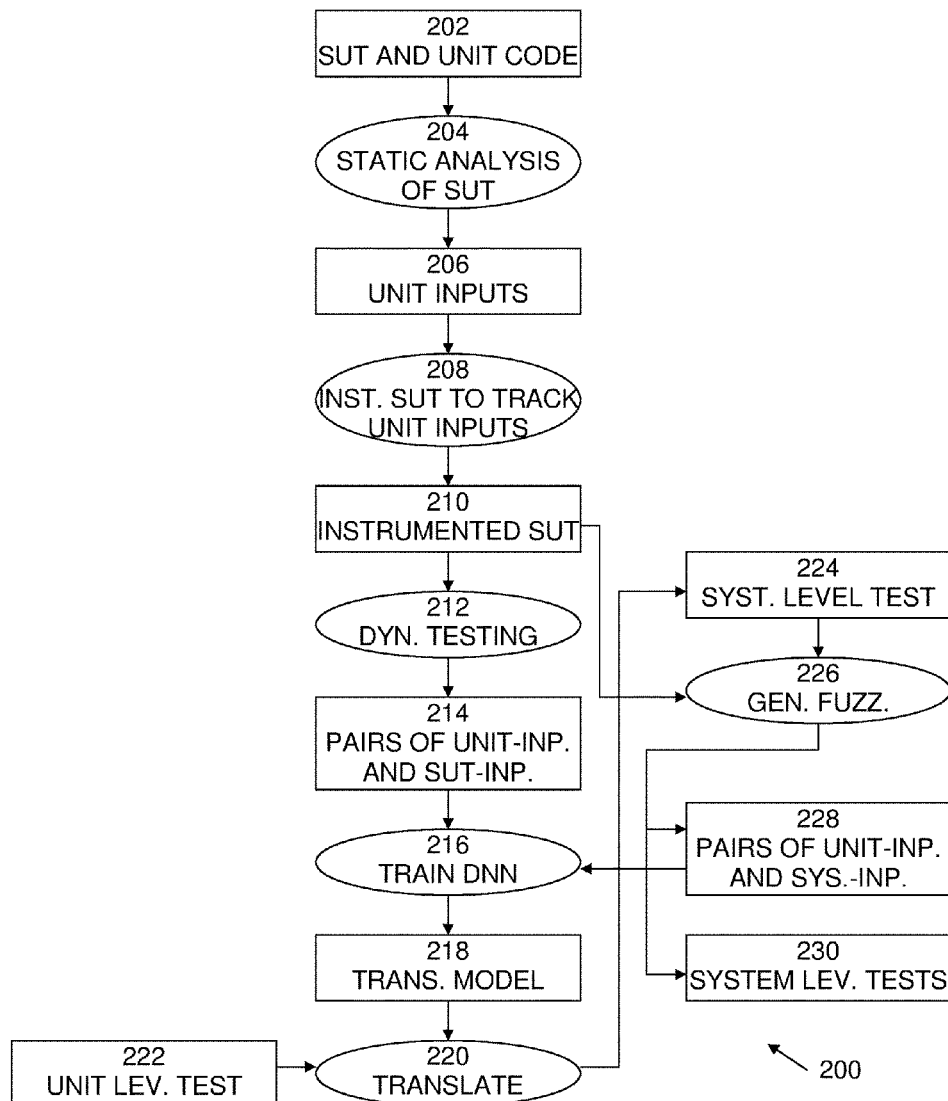 202
SUT AND UNIT CODE
204
STATIC ANALYSIS
OF SUT
206
UNIT INPUTS
208
INST. SUT TO TRACK
UNIT INPUTS
210
INSTRUMENTED SUT
212
DYN. TESTING
214
PAIRS OF UNIT-INP.
AND SUT-INP.
216
TRAIN DNN
218
TRANS. MODEL
220
TRANSLATE
222
UNIT LEV. TEST
224
SYST. LEVEL TEST
226
GEN. FUZZ.
228
PAIRS OF UNIT-INP.
AND SYS.-INP.
230
SYSTEM LEV. TESTS
200